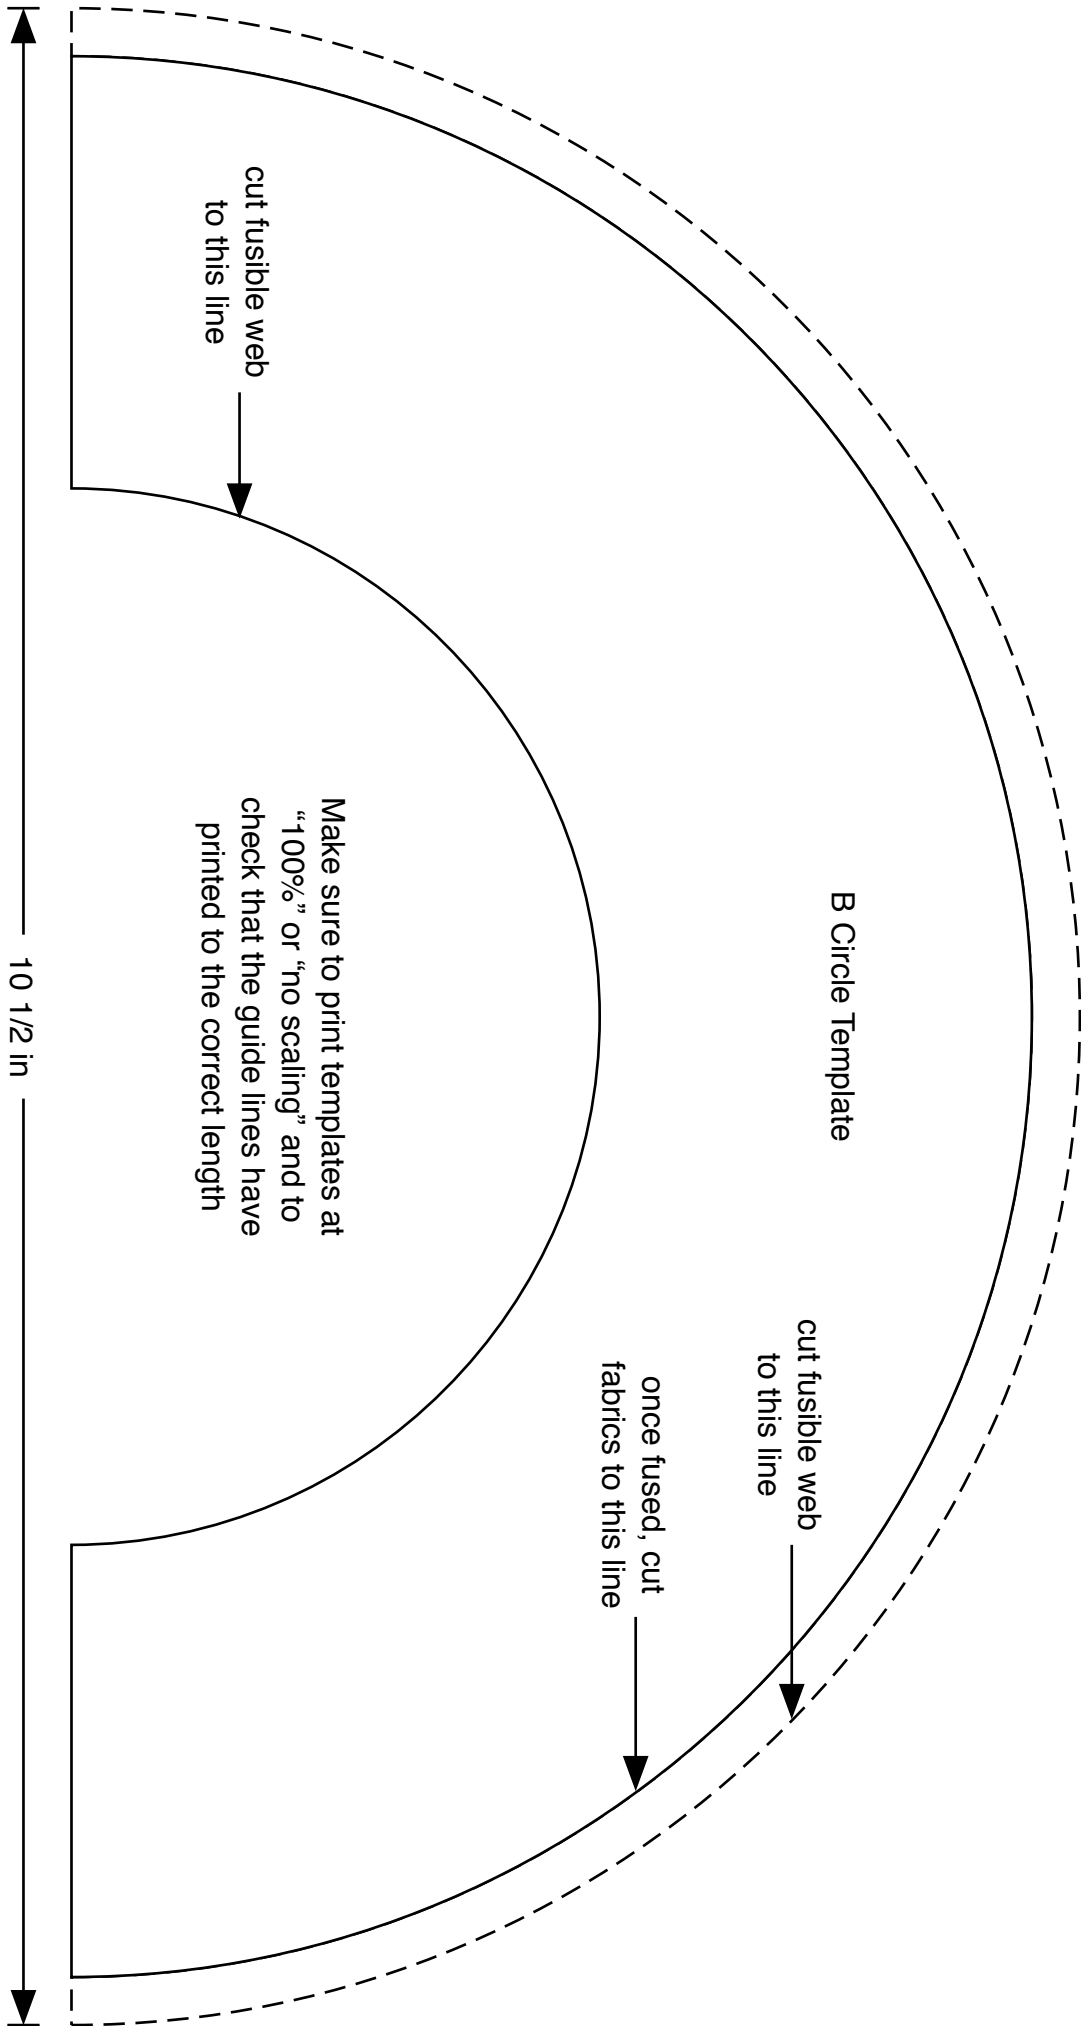 cut fusible web
to this line
B Circle Template
Make sure to print templates at
“100%” or “no scaling” and to
check that the guide lines have
printed to the correct length
cut fusible web
to this line
once fused, cut
fabrics to this line
10 1/2 in